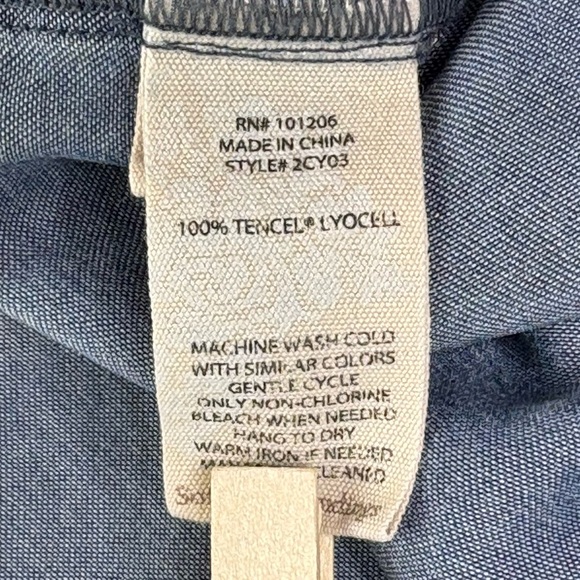 RN# 101206
MADE IN CHINA
STYLE# 2CY03
100% TENCEL® LYOCELL
MACHINE WASH COLD
WITH SIMILAR COLORS
GENTLE CYCLE
ONLY NON-CHLORINE
BLEACH WHEN NEEDED
HANG TO DRY
WARM IRON IF NEEDED
CLEANED